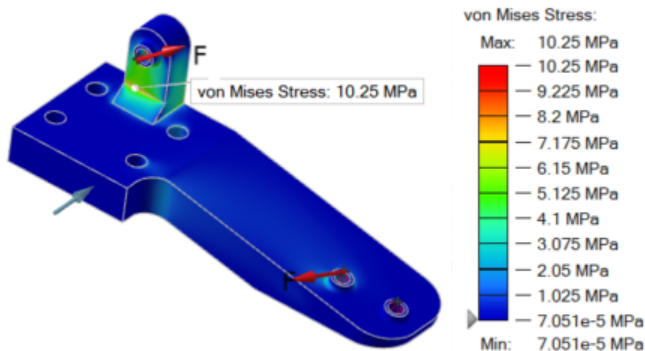 von Mises Stress:
Max: 10.25 MPa
10.25 MPa
9.225 MPa
8.2 MPa
7.175 MPa
6.15 MPa
5.125 MPa
4.1 MPa
3.075 MPa
2.05 MPa
1.025 MPa
7.051e-5 MPa
Min: 7.051e-5 MPa
F
von Mises Stress: 10.25 MPa
F